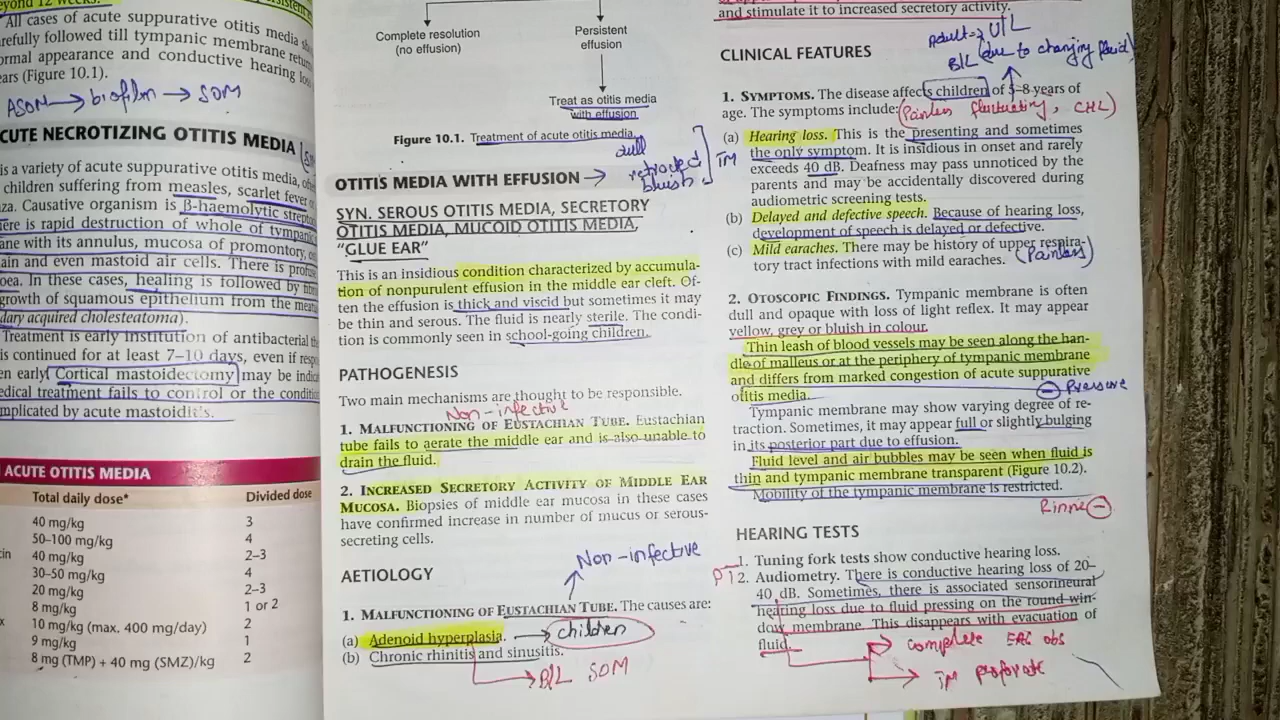 beyond 12 weeks.
All cases of acute suppurative otitis media
carefully followed till tympanic membrane
normal appearance and conductive hearing
ears (Figure 10.1).
ASOM → biofilm → SOM
CUTE NECROTIZING OTITIS MEDIA
is a variety of acute suppurative otitis media,
children suffering from measles, scarlet fever
Causative organism is β-haemolytic
ere is rapid destruction of whole of
ane with its annulus, mucosa of promontory,
ain and even mastoid air cells. There is
oea. In these cases, healing is followed by
growth of squamous epithelium from the
dary acquired cholesteatoma).
Treatment is early institution of antibacterial
is continued for at least 7–10 days, even if
en early. Cortical mastoidectomy may be
edical treatment fails to control or the
mplicated by acute mastoiditis.
ACUTE OTITIS MEDIA
Total daily dose* Divided dose
40 mg/kg 3
50–100 mg/kg 4
cin 40 mg/kg 2–3
30–50 mg/kg 4
20 mg/kg 2–3
8 mg/kg 1 or 2
x 10 mg/kg (max. 400 mg/day) 2
9 mg/kg 1
8 mg (TMP) + 40 mg (SMZ)/kg 2
Complete resolution
(no effusion)
Persistent
effusion
Treat as otitis media
with effusion
Figure 10.1. Treatment of acute otitis media.
dull
retracted
bluish
TM
OTITIS MEDIA WITH EFFUSION →
SYN. SEROUS OTITIS MEDIA, SECRETORY
OTITIS MEDIA, MUCOID OTITIS MEDIA,
“GLUE EAR”
This is an insidious condition characterized by accumula-
tion of nonpurulent effusion in the middle ear cleft. Of-
ten the effusion is thick and viscid but sometimes it may
be thin and serous. The fluid is nearly sterile. The condi-
tion is commonly seen in school-going children.
PATHOGENESIS
Two main mechanisms are thought to be responsible.
Non-infective
1. MALFUNCTIONING OF EUSTACHIAN TUBE. Eustachian
tube fails to aerate the middle ear and is also unable to
drain the fluid.
2. INCREASED SECRETORY ACTIVITY OF MIDDLE EAR
MUCOSA. Biopsies of middle ear mucosa in these cases
have confirmed increase in number of mucus or serous-
secreting cells.
Non-infective
AETIOLOGY
1. MALFUNCTIONING OF EUSTACHIAN TUBE. The causes are:
(a) Adenoid hyperplasia. → children
(b) Chronic rhinitis and sinusitis.
B/L SOM
and stimulate it to increased secretory activity.
Adult → U/L
B/L (due to changing fluid)
CLINICAL FEATURES
1. SYMPTOMS. The disease affects children of 5–8 years of
age. The symptoms include: (Painless fluctuating, CHL)
(a) Hearing loss. This is the presenting and sometimes
the only symptom. It is insidious in onset and rarely
exceeds 40 dB. Deafness may pass unnoticed by the
parents and may be accidentally discovered during
audiometric screening tests.
(b) Delayed and defective speech. Because of hearing loss,
development of speech is delayed or defective.
(c) Mild earaches. There may be history of upper respira-
tory tract infections with mild earaches. (Painless)
2. OTOSCOPIC FINDINGS. Tympanic membrane is often
dull and opaque with loss of light reflex. It may appear
yellow, grey or bluish in colour.
Thin leash of blood vessels may be seen along the han-
dle of malleus or at the periphery of tympanic membrane
and differs from marked congestion of acute suppurative
otitis media. ⊖ Pressure
Tympanic membrane may show varying degree of re-
traction. Sometimes, it may appear full or slightly bulging
in its posterior part due to effusion.
Fluid level and air bubbles may be seen when fluid is
thin and tympanic membrane transparent (Figure 10.2).
Mobility of the tympanic membrane is restricted.
Rinne ⊖
HEARING TESTS
1. Tuning fork tests show conductive hearing loss.
2. Audiometry. There is conductive hearing loss of 20–
40 dB. Sometimes, there is associated sensorineural
hearing loss due to fluid pressing on the round win-
dow membrane. This disappears with evacuation of
fluid.
complete EAC obs
TM perforate